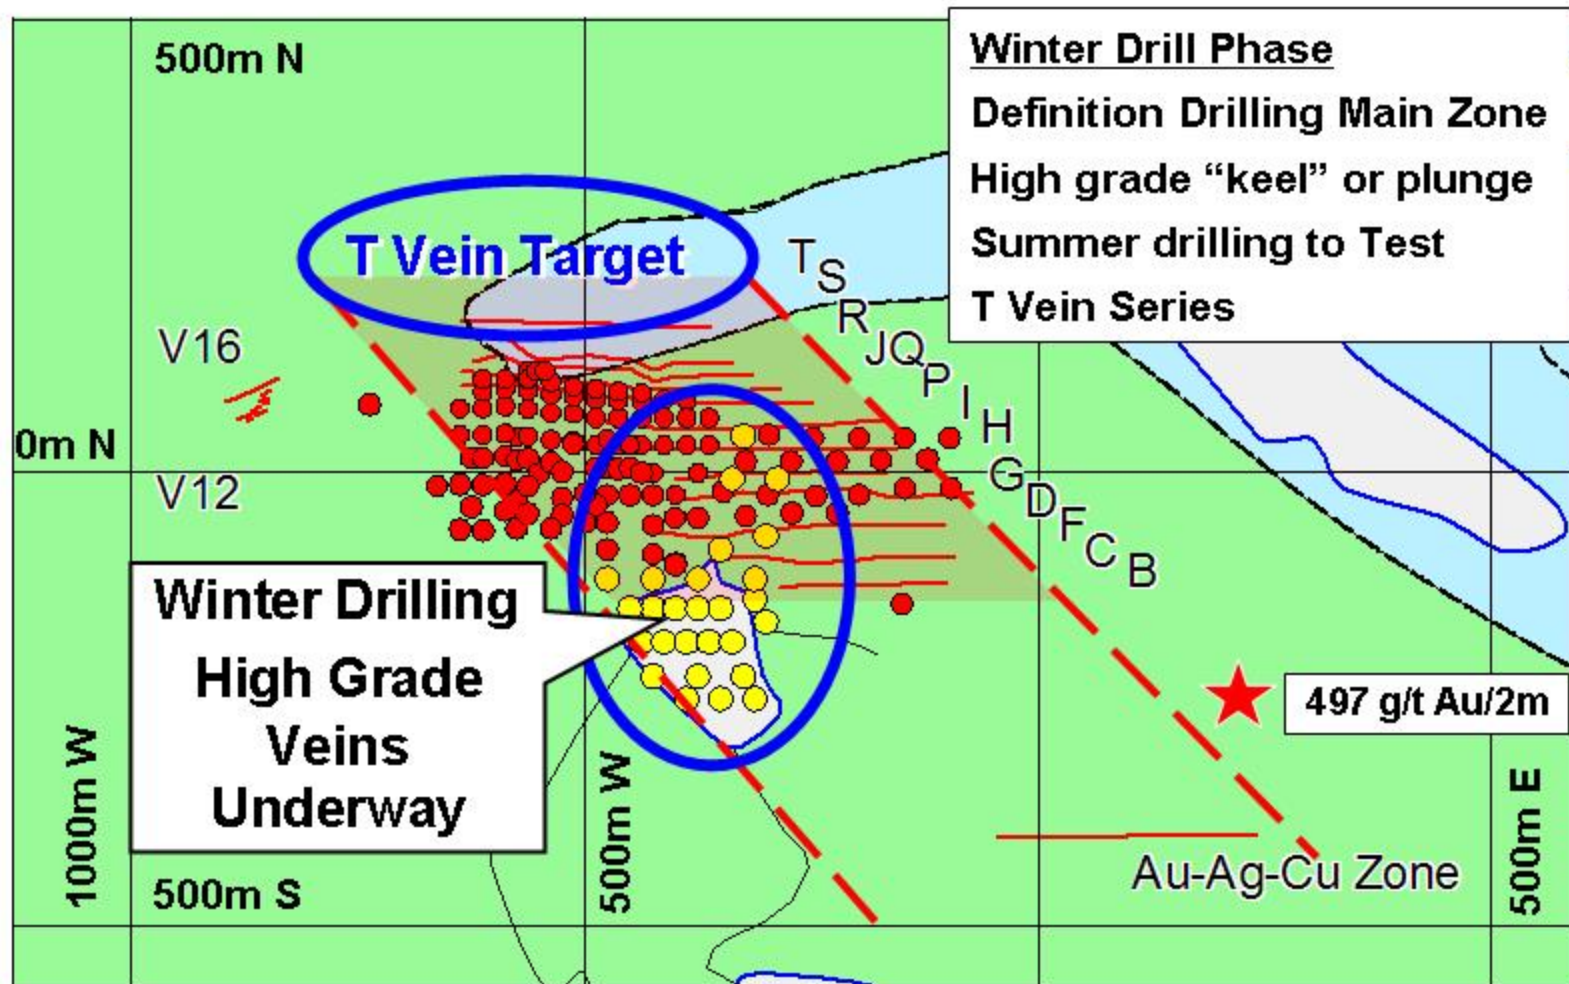 500m N
Winter Drill Phase
Definition Drilling Main Zone
High grade “keel” or plunge
Summer drilling to Test
T Vein Series
T Vein Target
T
S
R
JQ
P
I
H
G
D
F
C
B
V16
0m N
V12
Winter Drilling
High Grade
Veins
Underway
497 g/t Au/2m
1000m W
500m W
500m E
Au-Ag-Cu Zone
500m S